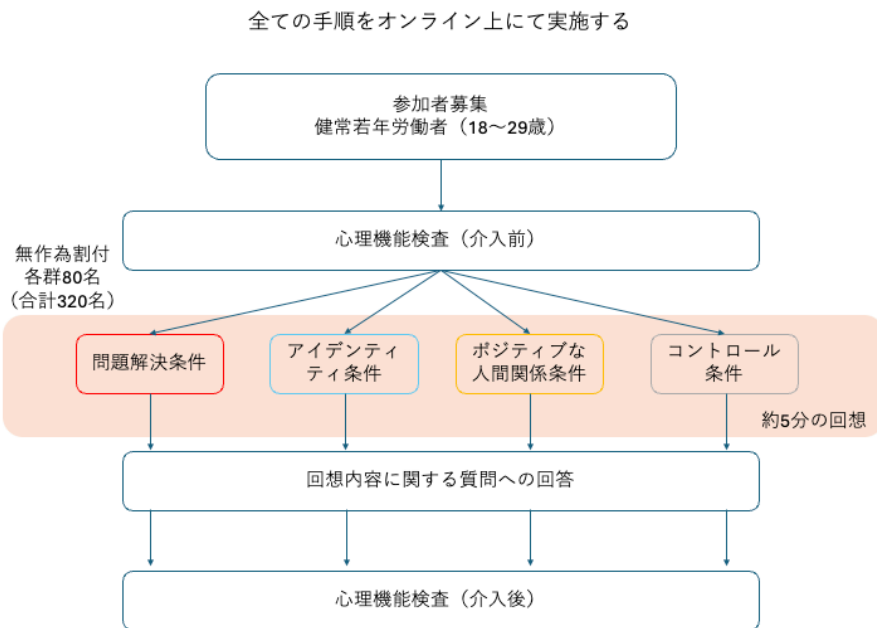 全ての手順をオンライン上にて実施する
参加者募集
健常若年労働者（18～29歳）
心理機能検査（介入前）
無作為割付
各群80名
（合計320名）
問題解決条件
アイデンティ
ティ条件
ポジティブな
人間関係条件
コントロール
条件
約5分の回想
回想内容に関する質問への回答
心理機能検査（介入後）